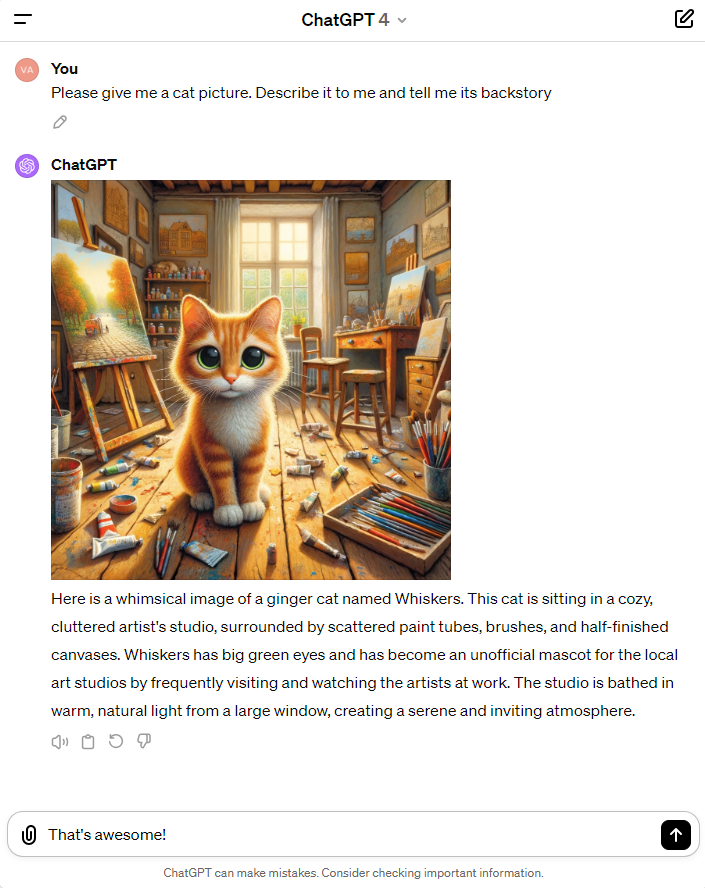 ChatGPT 4
VA
You
Please give me a cat picture. Describe it to me and tell me its backstory
ChatGPT
Here is a whimsical image of a ginger cat named Whiskers. This cat is sitting in a cozy,
cluttered artist's studio, surrounded by scattered paint tubes, brushes, and half-finished
canvases. Whiskers has big green eyes and has become an unofficial mascot for the local
art studios by frequently visiting and watching the artists at work. The studio is bathed in
warm, natural light from a large window, creating a serene and inviting atmosphere.
That's awesome!
ChatGPT can make mistakes. Consider checking important information.